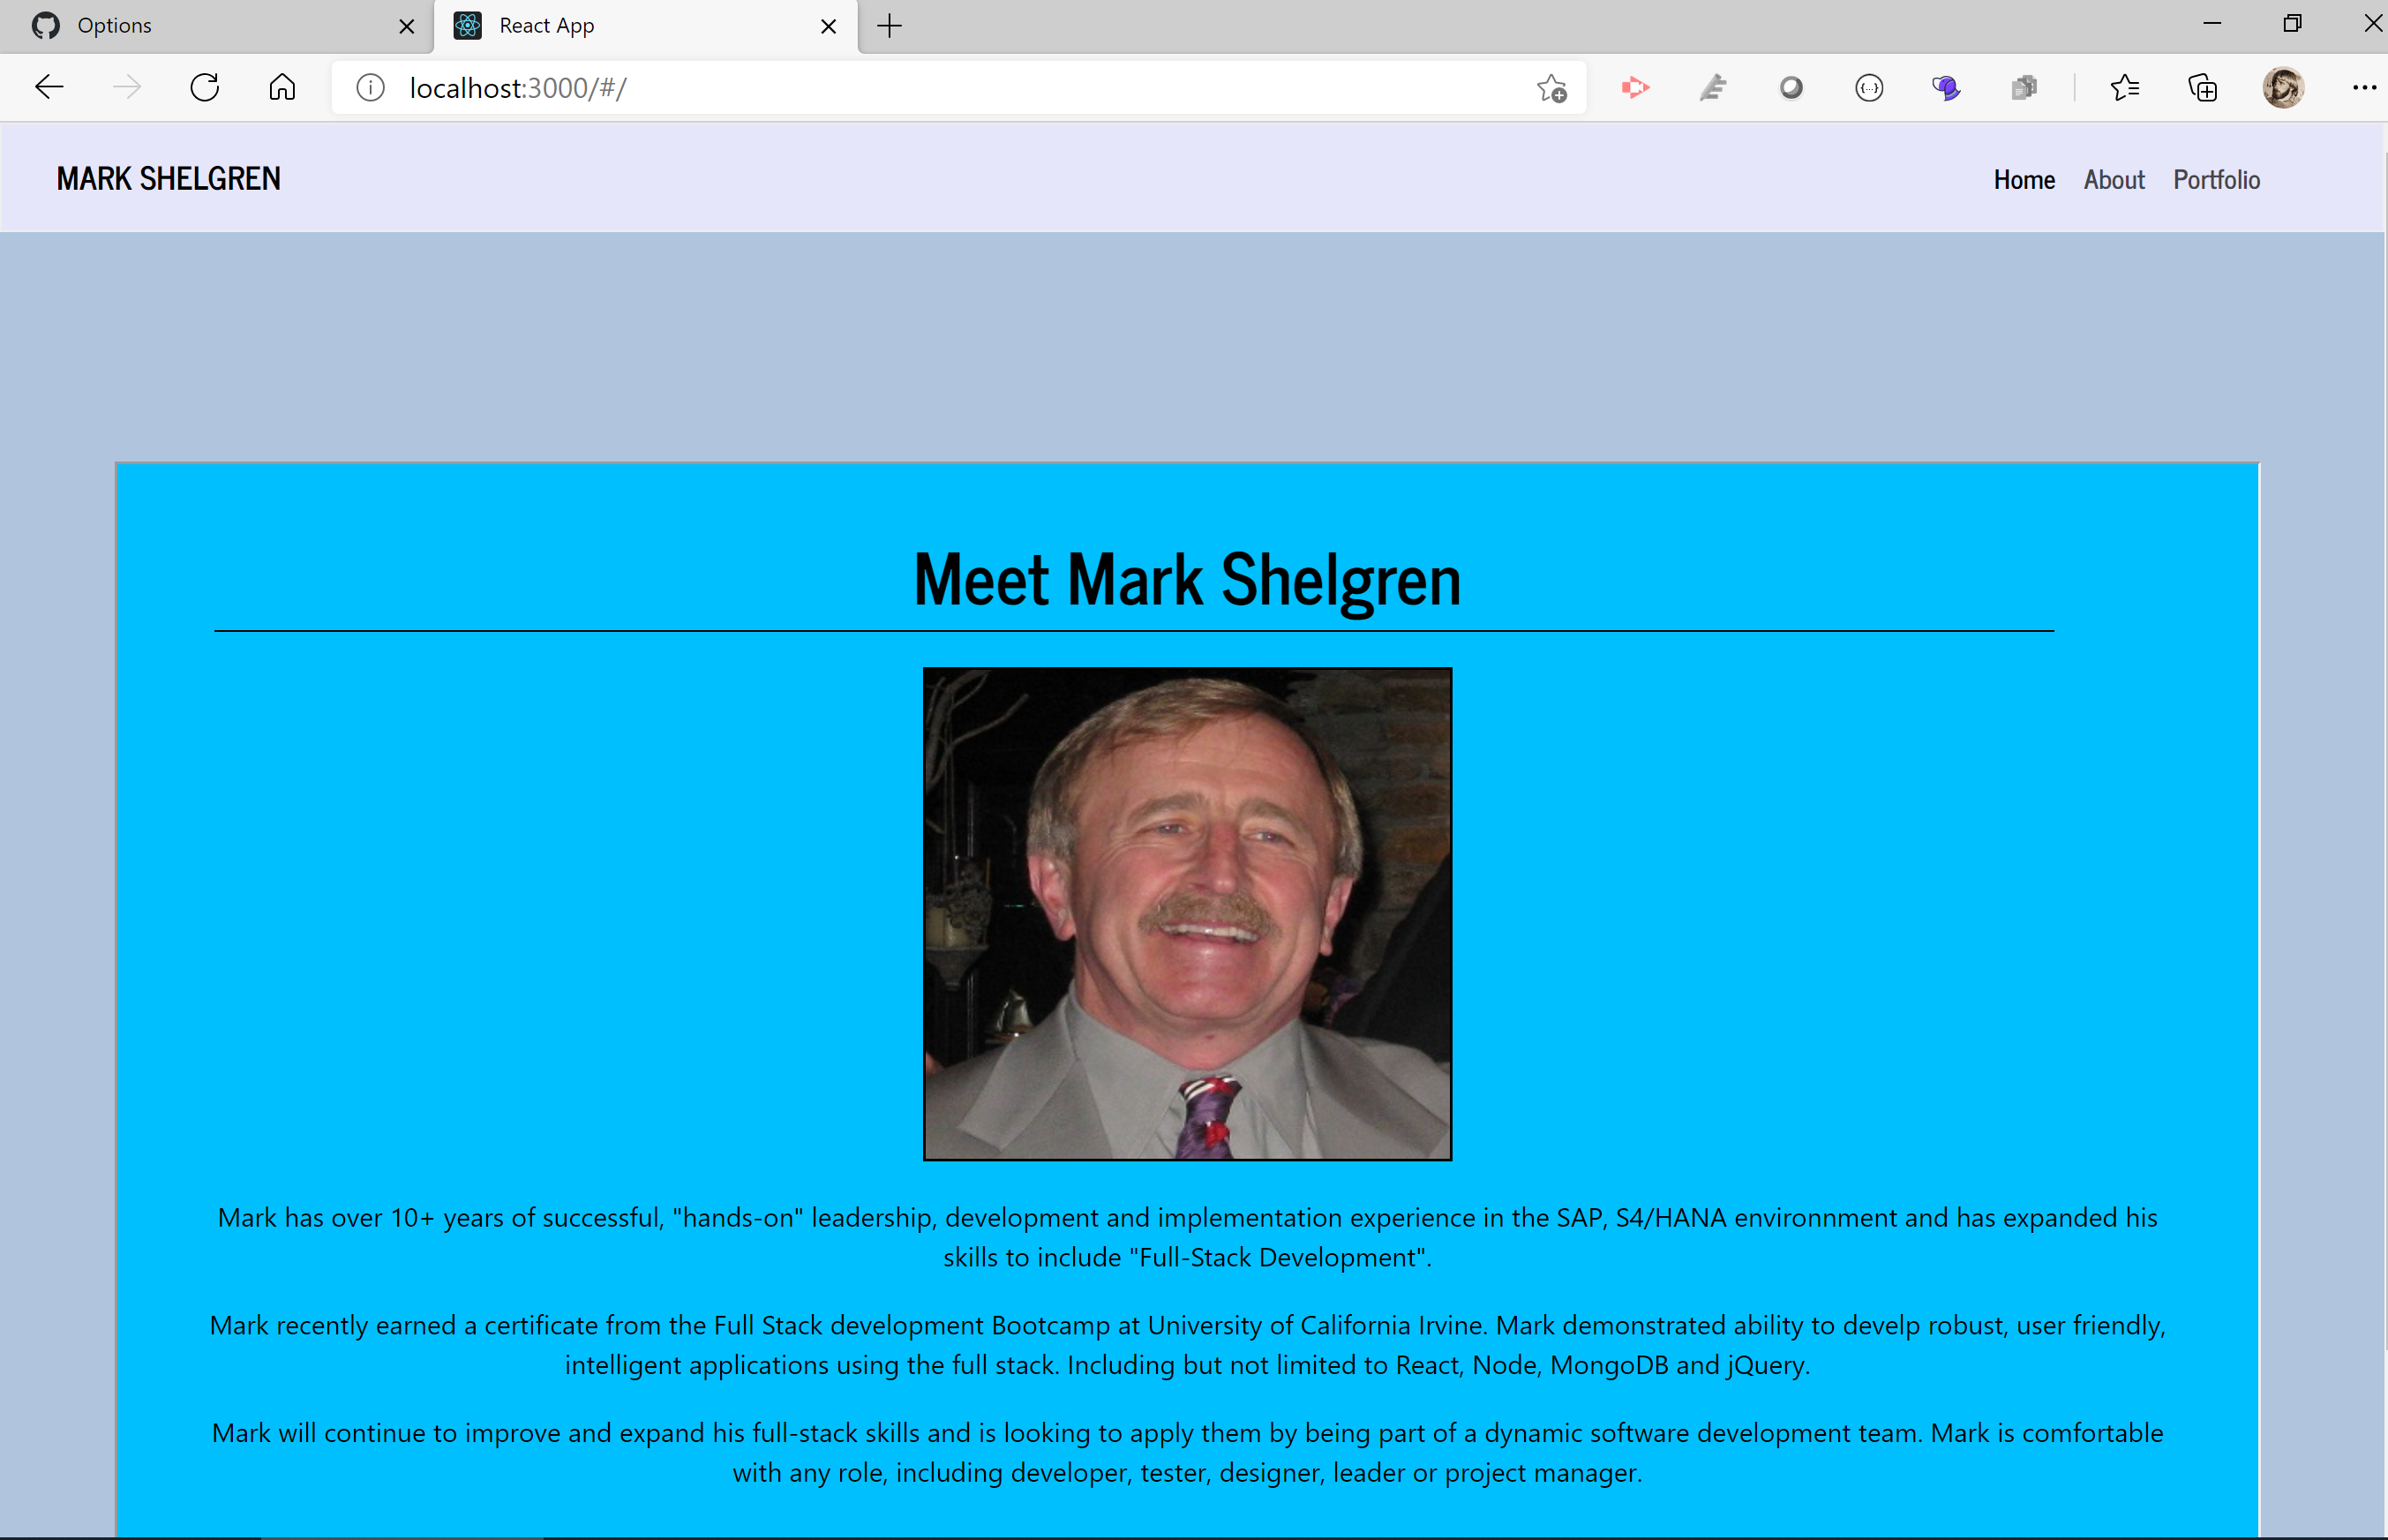 Options
React App
localhost:3000/#/
MARK SHELGREN
Home About Portfolio
Meet Mark Shelgren
Mark has over 10+ years of successful, "hands-on" leadership, development and implementation experience in the SAP, S4/HANA environnment and has expanded his
skills to include "Full-Stack Development".
Mark recently earned a certificate from the Full Stack development Bootcamp at University of California Irvine. Mark demonstrated ability to develp robust, user friendly,
intelligent applications using the full stack. Including but not limited to React, Node, MongoDB and jQuery.
Mark will continue to improve and expand his full-stack skills and is looking to apply them by being part of a dynamic software development team. Mark is comfortable
with any role, including developer, tester, designer, leader or project manager.